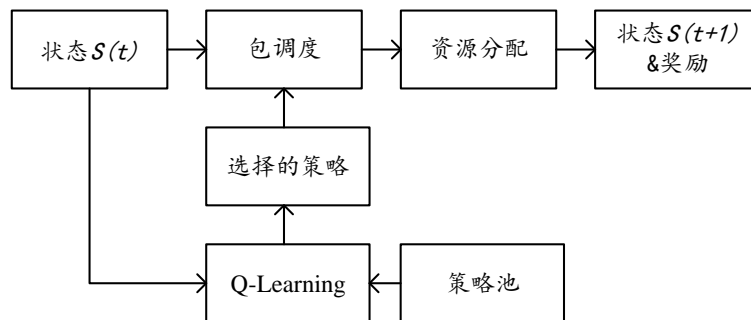 状态S(t)
包调度
资源分配
状态S(t+1)
&奖励
选择的策略
Q-Learning
策略池